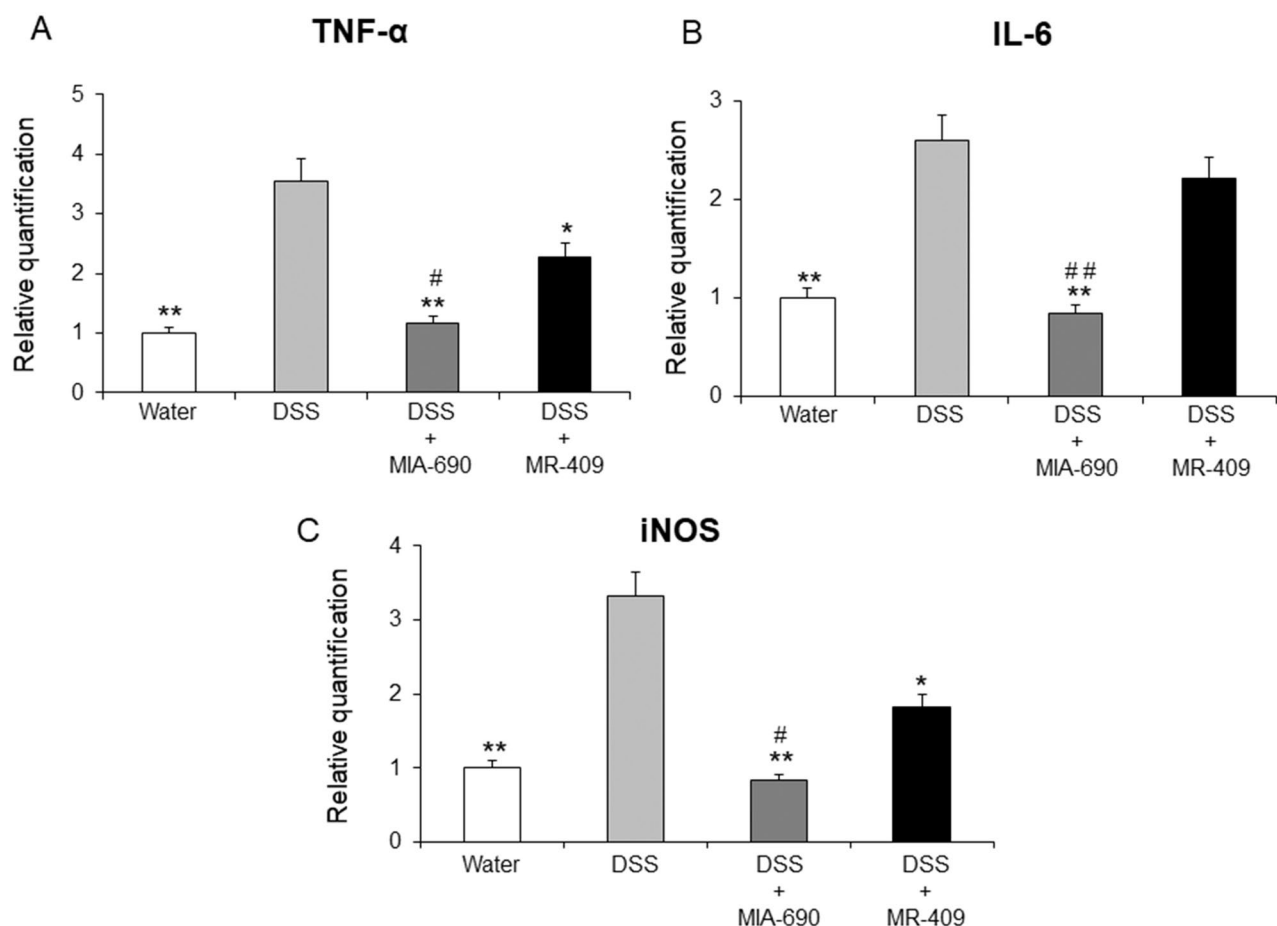 A
TNF-α
Relative quantification
5
4
3
2
1
0
**
#
**
*
Water
DSS
DSS
+
MIA-690
DSS
+
MR-409
B
IL-6
Relative quantification
3
2
1
0
**
##
**
Water
DSS
DSS
+
MIA-690
DSS
+
MR-409
C
iNOS
Relative quantification
4
3
2
1
0
**
#
**
*
Water
DSS
DSS
+
MIA-690
DSS
+
MR-409